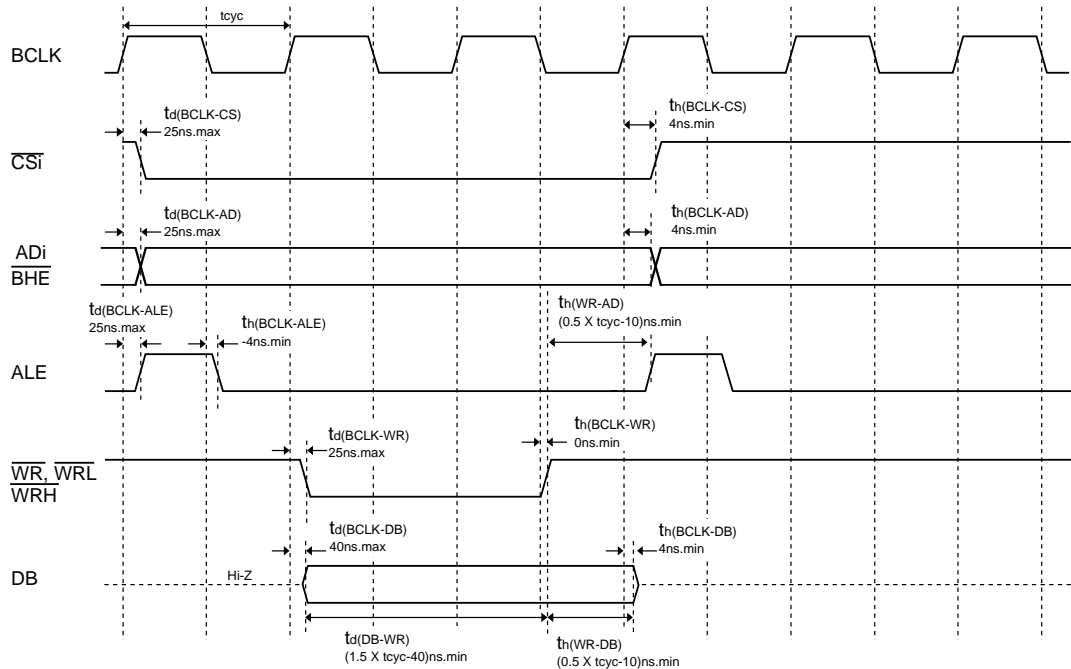 tcyc
BCLK
td(BCLK-CS)
25ns.max
th(BCLK-CS)
4ns.min
CSi
td(BCLK-AD)
25ns.max
th(BCLK-AD)
4ns.min
ADi
BHE
td(BCLK-ALE)
25ns.max
th(BCLK-ALE)
-4ns.min
th(WR-AD)
(0.5 X tcyc-10)ns.min
ALE
td(BCLK-WR)
25ns.max
th(BCLK-WR)
0ns.min
WR, WRL
WRH
td(BCLK-DB)
40ns.max
th(BCLK-DB)
4ns.min
DB
Hi-Z
td(DB-WR)
(1.5 X tcyc-40)ns.min
th(WR-DB)
(0.5 X tcyc-10)ns.min